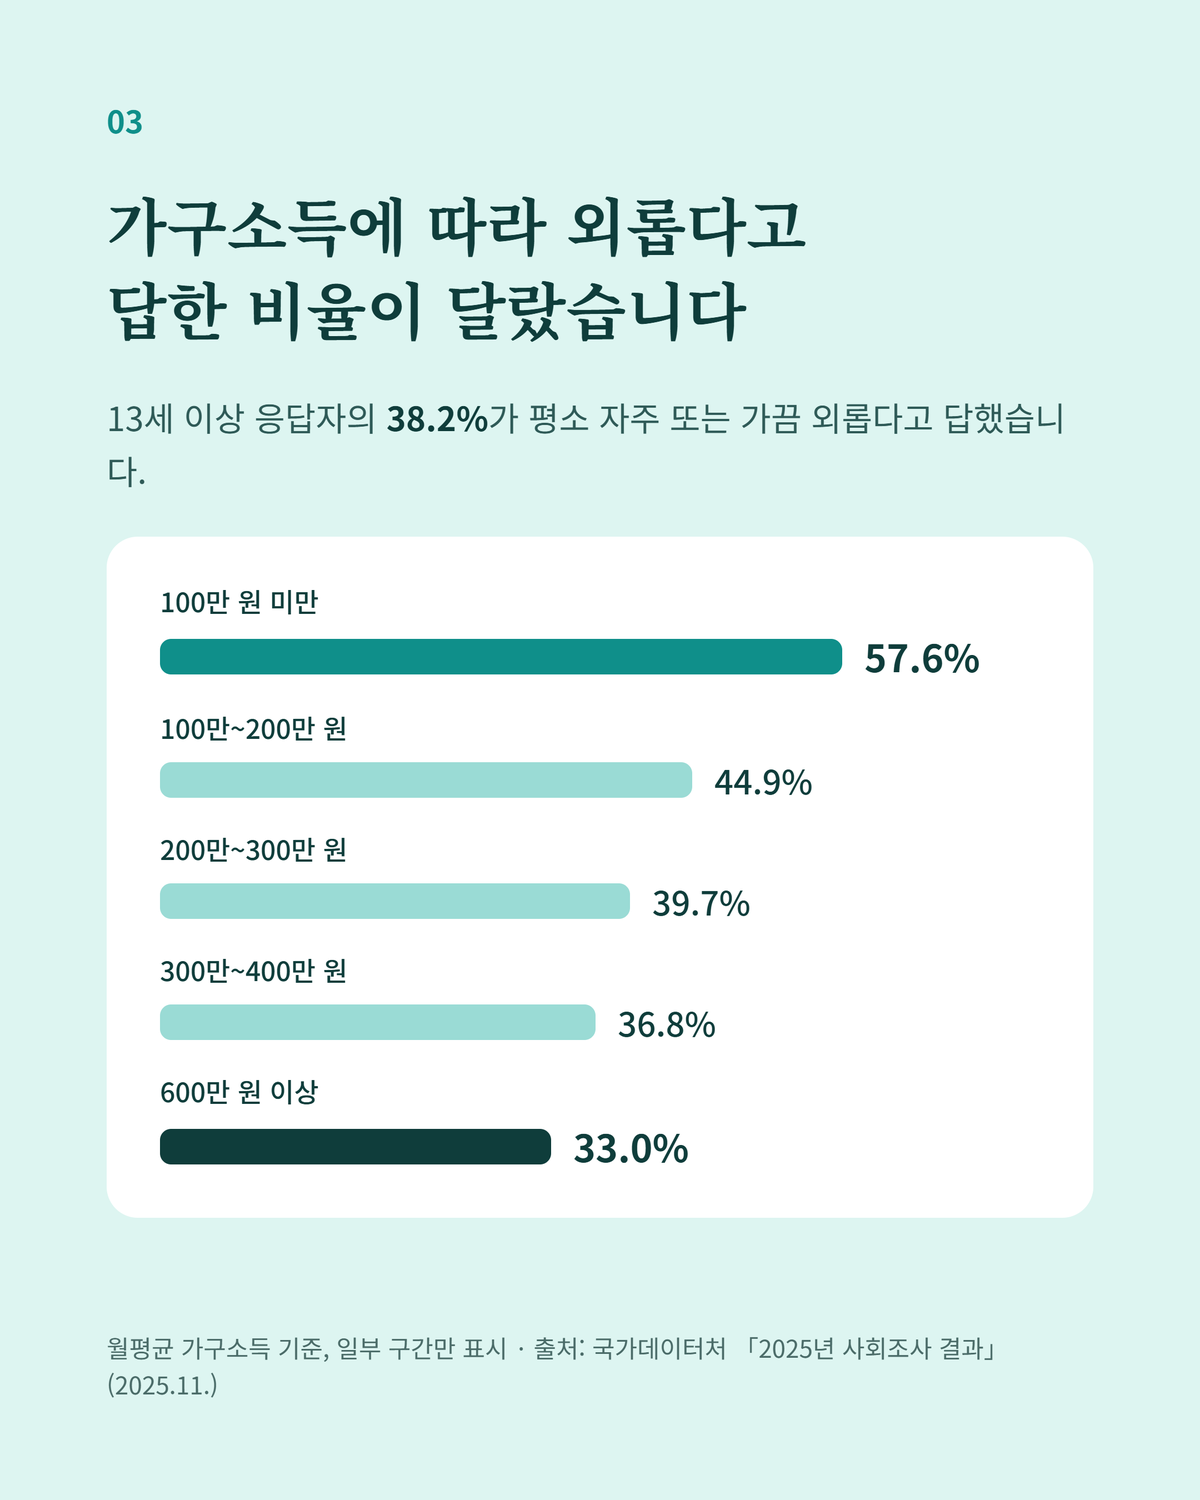 03
가구소득에 따라 외롭다고
답한 비율이 달랐습니다
13세 이상 응답자의 38.2%가 평소 자주 또는 가끔 외롭다고 답했습니
다.
100만 원 미만
57.6%
100만~200만 원
44.9%
200만~300만 원
39.7%
300만~400만 원
36.8%
600만 원 이상
33.0%
월평균 가구소득 기준, 일부 구간만 표시 · 출처: 국가데이터처 「2025년 사회조사 결과」
(2025.11.)